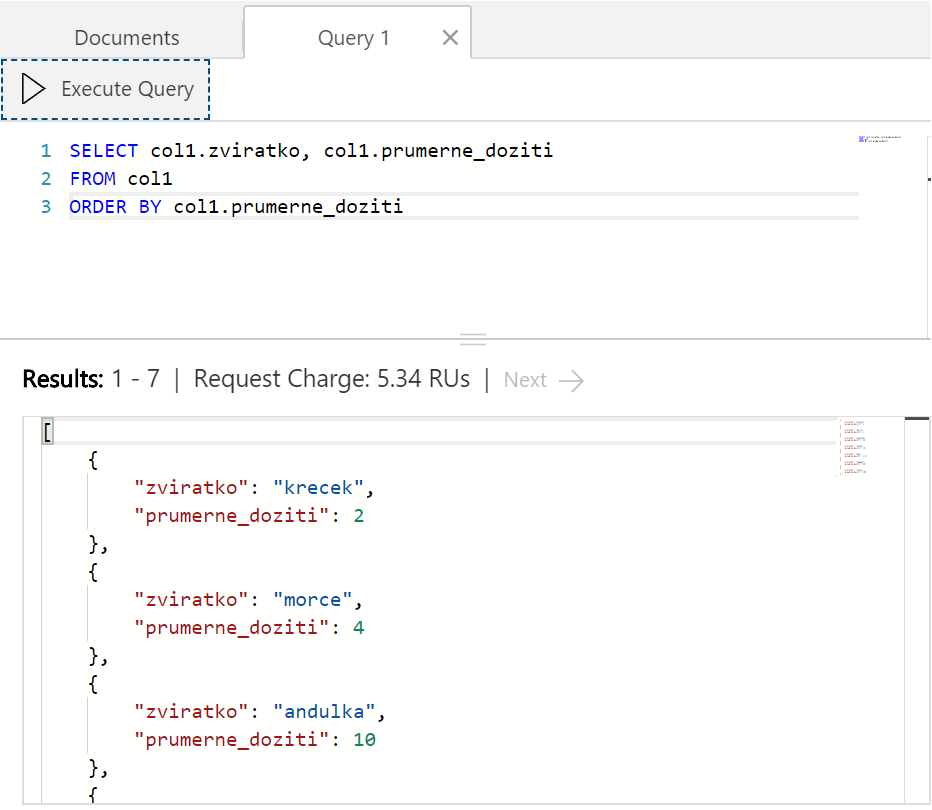 Documents
Query 1
Execute Query
1 SELECT col1.zviratko, col1.prumerne_doziti
2 FROM col1
3 ORDER BY col1.prumerne_doziti
Results: 1 - 7 | Request Charge: 5.34 RUs | Next
[
{
"zviratko": "krecek",
"prumerne_doziti": 2
},
{
"zviratko": "morce",
"prumerne_doziti": 4
},
{
"zviratko": "andulka",
"prumerne_doziti": 10
},
{